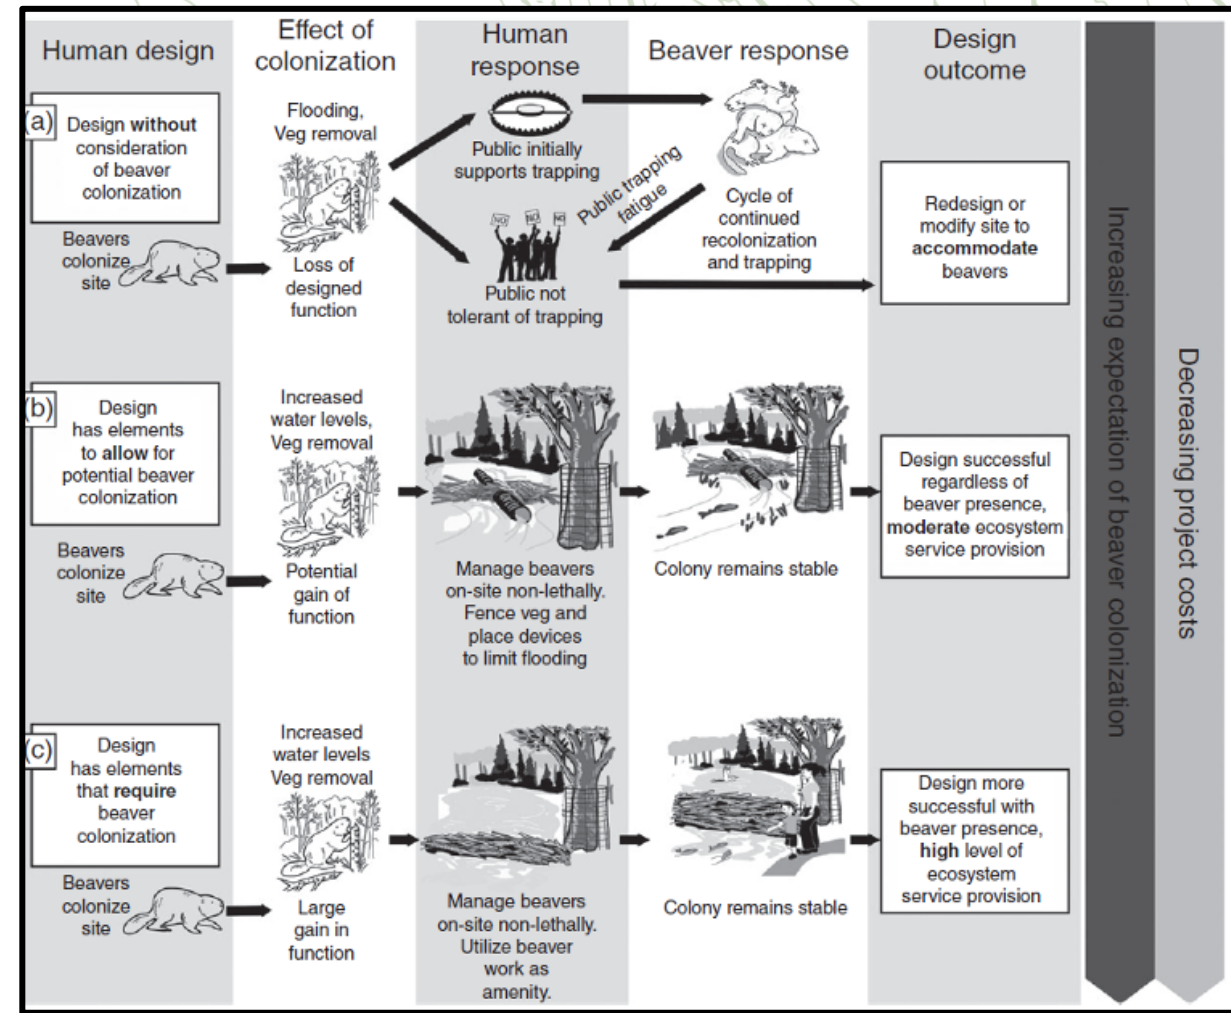 Human design
Effect of
colonization
Human
response
Beaver response
Design
outcome
(a)
Design without
consideration
of beaver
colonization
Beavers
colonize
site
Flooding,
Veg removal
Loss of
designed
function
Public initially
supports trapping
NO!
NO
NO
Public not
tolerant of trapping
Public trapping
fatigue
Cycle of
continued
recolonization
and trapping
Redesign or
modify site to
accommodate
beavers
(b)
Design
has elements
to allow for
potential beaver
colonization
Beavers
colonize
site
Increased
water levels,
Veg removal
Potential
gain of
function
Manage beavers
on-site non-lethally.
Fence veg and
place devices
to limit flooding
Colony remains stable
Design successful
regardless of
beaver presence,
moderate ecosystem
service provision
(c)
Design
has elements
that require
beaver
colonization
Beavers
colonize
site
Increased
water levels
Veg removal
Large
gain in
function
Manage beavers
on-site non-lethally.
Utilize beaver
work as
amenity.
Colony remains stable
Design more
successful with
beaver presence,
high level of
ecosystem
service provision
Increasing expectation of beaver colonization
Decreasing project costs